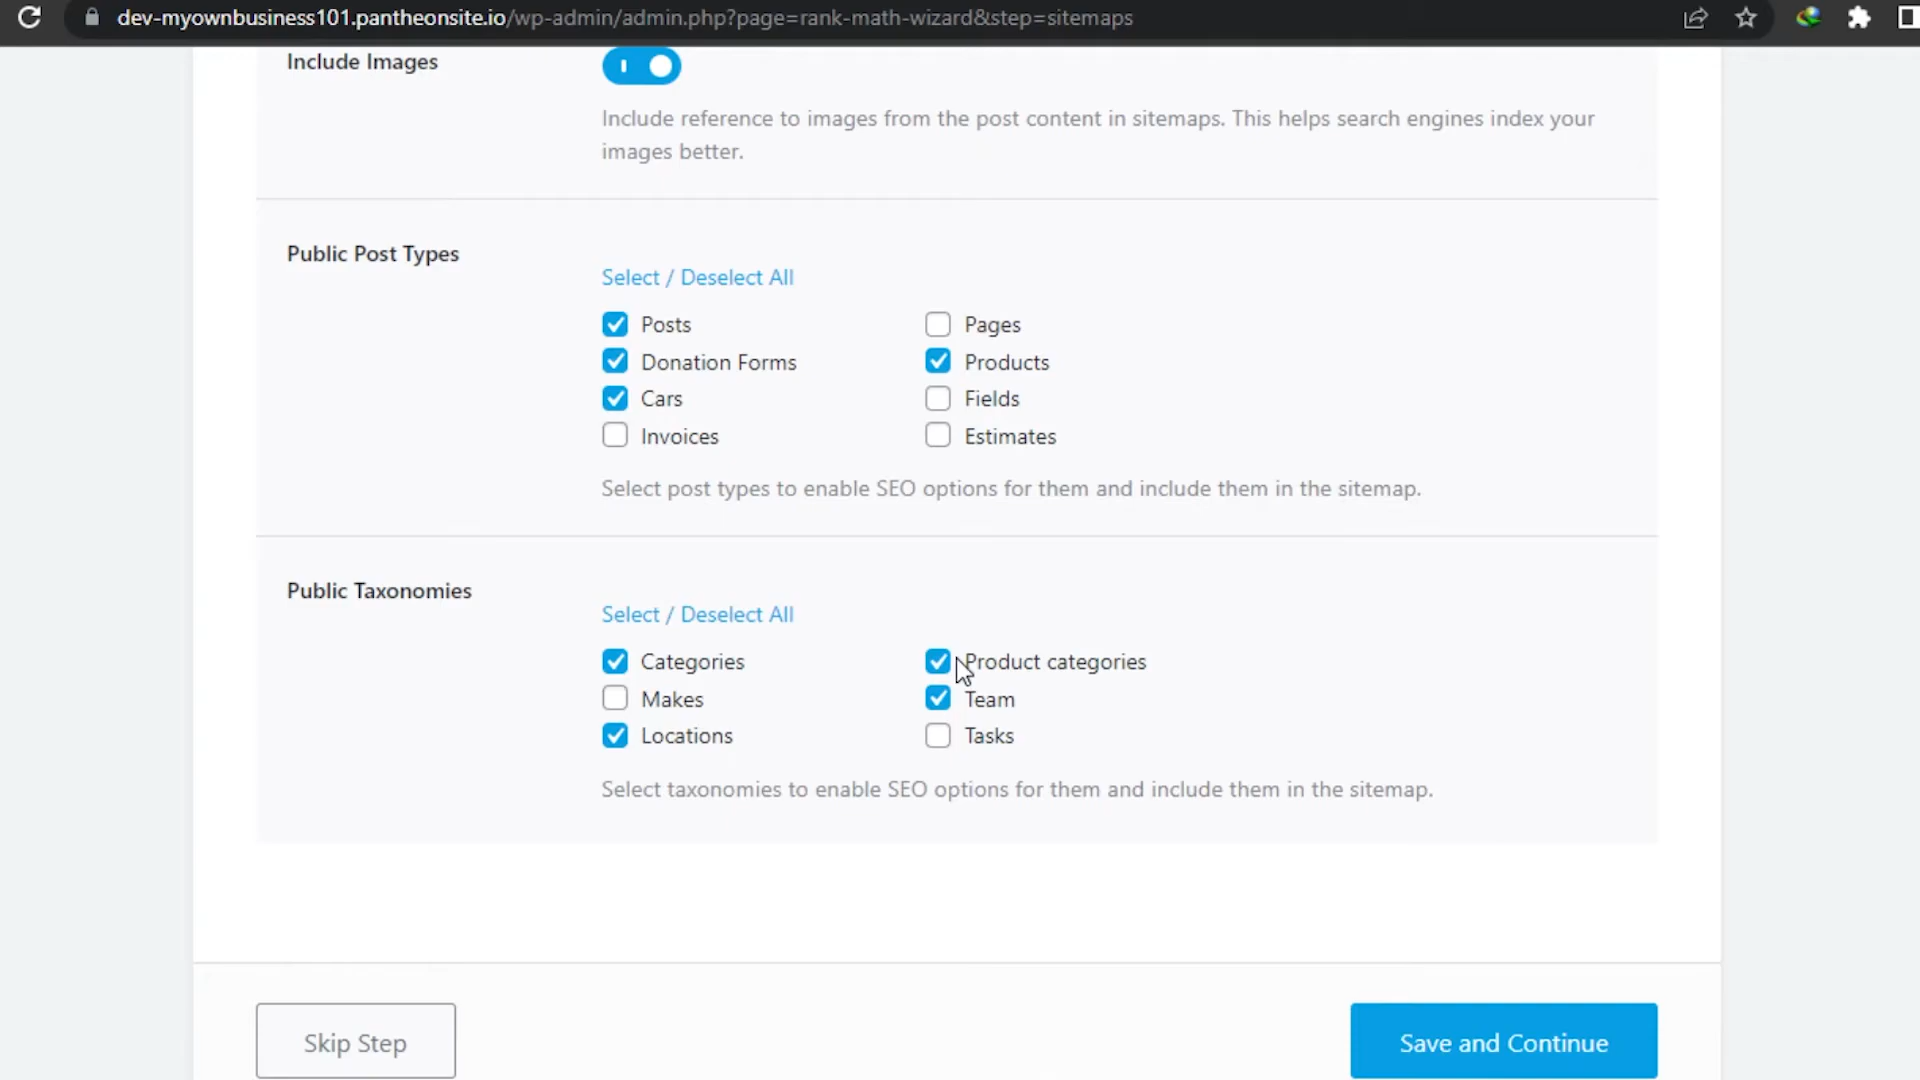 dev-myownbusiness101.pantheonsite.io/wp-admin/admin.php?page=rank-math-wizard&step=sitemaps
Include Images
Include reference to images from the post content in sitemaps. This helps search engines index your
images better.
Public Post Types
Select / Deselect All
Posts
Pages
Donation Forms
Products
Cars
Fields
Invoices
Estimates
Select post types to enable SEO options for them and include them in the sitemap.
Public Taxonomies
Select / Deselect All
Categories
Product categories
Makes
Team
Locations
Tasks
Select taxonomies to enable SEO options for them and include them in the sitemap.
Skip Step
Save and Continue